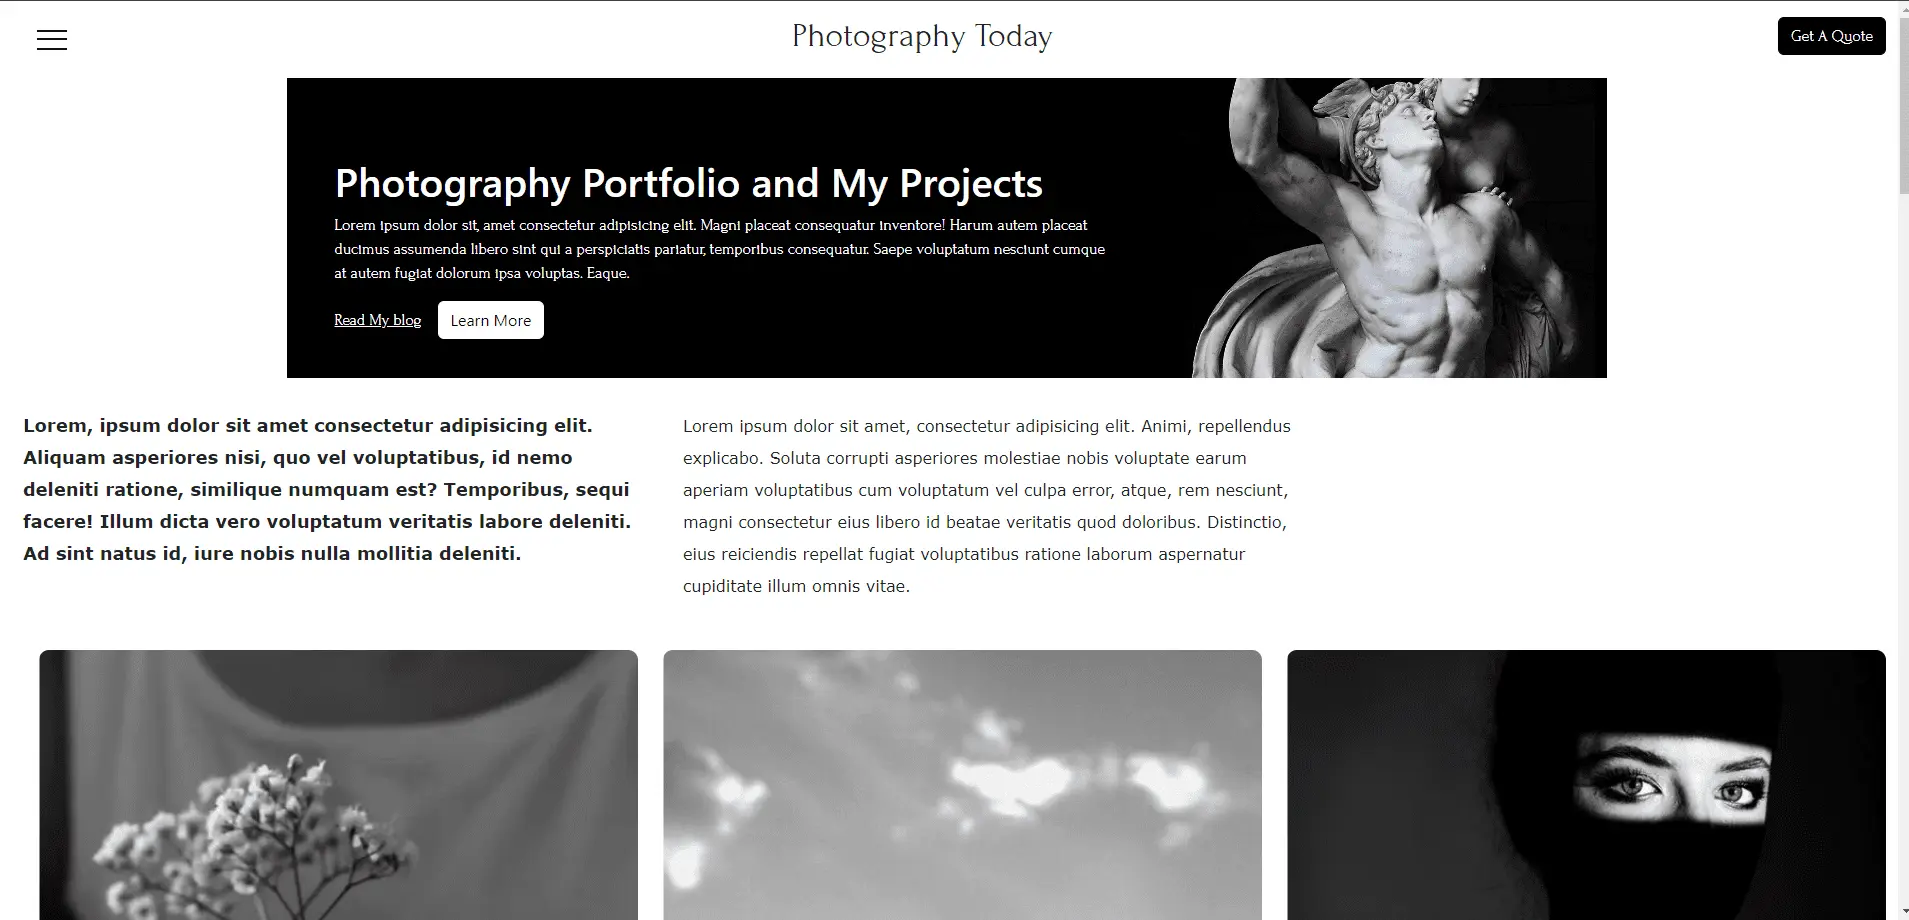 Photography Today
Get A Quote
Photography Portfolio and My Projects
Lorem ipsum dolor sit, amet consectetur adipisicing elit. Magni placeat consequatur inventore! Harum autem placeat
ducimus assumenda libero sint qui a perspiciatis pariatur, temporibus consequatur. Saepe voluptatum nesciunt cumque
at autem fugiat dolorum ipsa voluptas. Eaque.
Read My blog
Learn More
Lorem, ipsum dolor sit amet consectetur adipisicing elit.
Aliquam asperiores nisi, quo vel voluptatibus, id nemo
deleniti ratione, similique numquam est? Temporibus, sequi
facere! Illum dicta vero voluptatum veritatis labore deleniti.
Ad sint natus id, iure nobis nulla mollitia deleniti.
Lorem ipsum dolor sit amet, consectetur adipisicing elit. Animi, repellendus
explicabo. Soluta corrupti asperiores molestiae nobis voluptate earum
aperiam voluptatibus cum voluptatum vel culpa error, atque, rem nesciunt,
magni consectetur eius libero id beatae veritatis quod doloribus. Distinctio,
eius reiciendis repellat fugiat voluptatibus ratione laborum aspernatur
cupiditate illum omnis vitae.